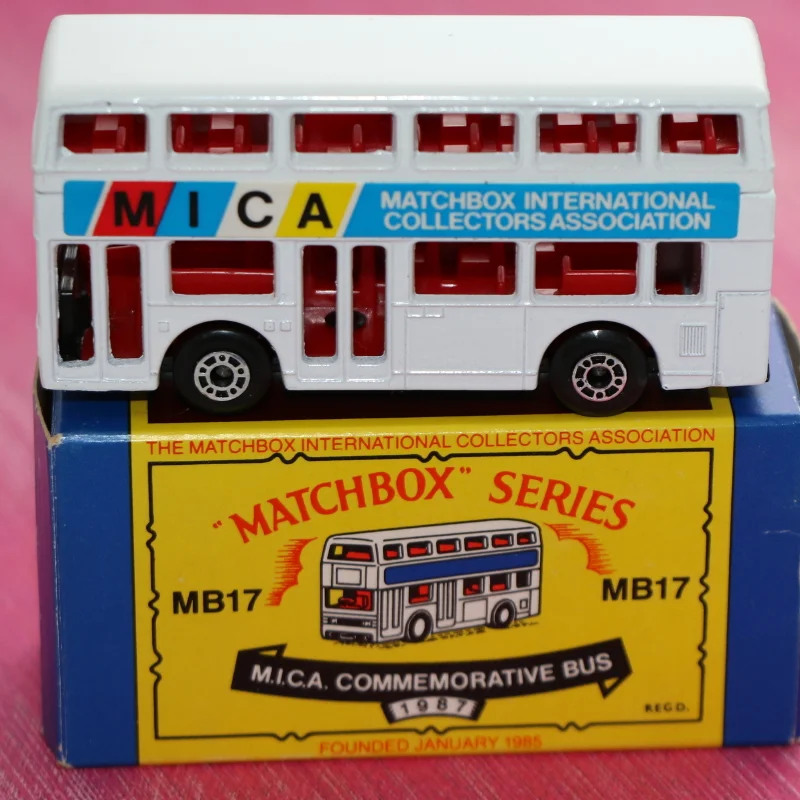 MICA MATCHBOX INTERNATIONAL
COLLECTORS ASSOCIATION
THE MATCHBOX INTERNATIONAL COLLECTORS ASSOCIATION
"MATCHBOX" SERIES
MB17 MB17
M.I.C.A. COMMEMORATIVE BUS
1987
REGD.
FOUNDED JANUARY 1985